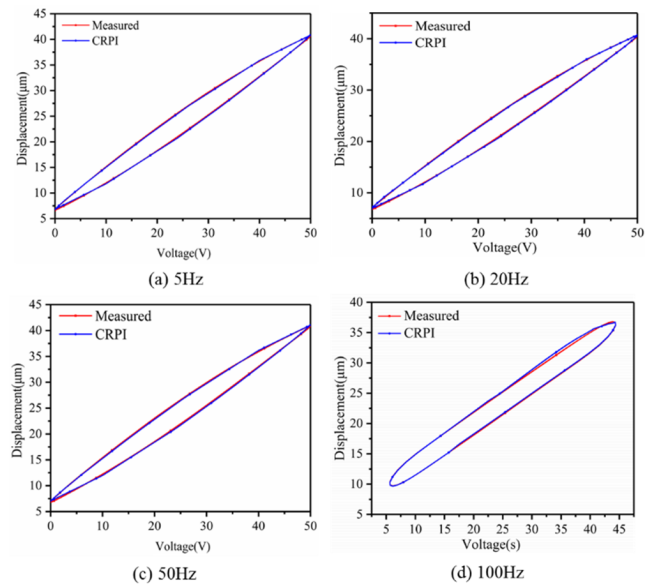 45
40
35
30
25
20
15
10
5
Displacement(μm)
Measured
CRPI
0 10 20 30 40 50
Voltage(V)
(a) 5Hz
40
30
20
10
Displacement(μm)
Measured
CRPI
0 10 20 30 40 50
Voltage(V)
(b) 20Hz
45
40
35
30
25
20
15
10
5
Displacement(μm)
Measured
CRPI
0 10 20 30 40 50
Voltage(V)
(c) 50Hz
40
35
30
25
20
15
10
5
Displacement(μm)
Measured
CRPI
5 10 15 20 25 30 35 40 45
Voltage(s)
(d) 100Hz